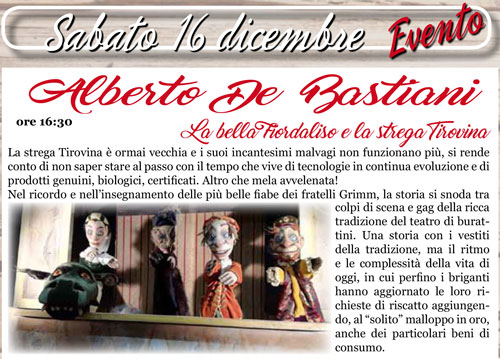 Sabato 16 dicembre
Evento
Alberto De Bastiani
ore 16:30
La bella Fiordaliso e la strega Tirovina
La strega Tirovina è ormai vecchia e i suoi incantesimi malvagi non funzionano più, si rende
conto di non saper stare al passo con il tempo che vive di tecnologie in continua evoluzione e di
prodotti genuini, biologici, certificati. Altro che mela avvelenata!
Nel ricordo e nell'insegnamento delle più belle fiabe dei fratelli Grimm, la storia si snoda tra
colpi di scena e gag della ricca
tradizione del teatro di burat-
tini. Una storia con i vestiti
della tradizione, ma il ritmo
e le complessità della vita di
oggi, in cui perfino i briganti
hanno aggiornato le loro ri-
chieste di riscatto aggiungen-
do, al “solito” malloppo in oro,
anche dei particolari beni di
consumo.